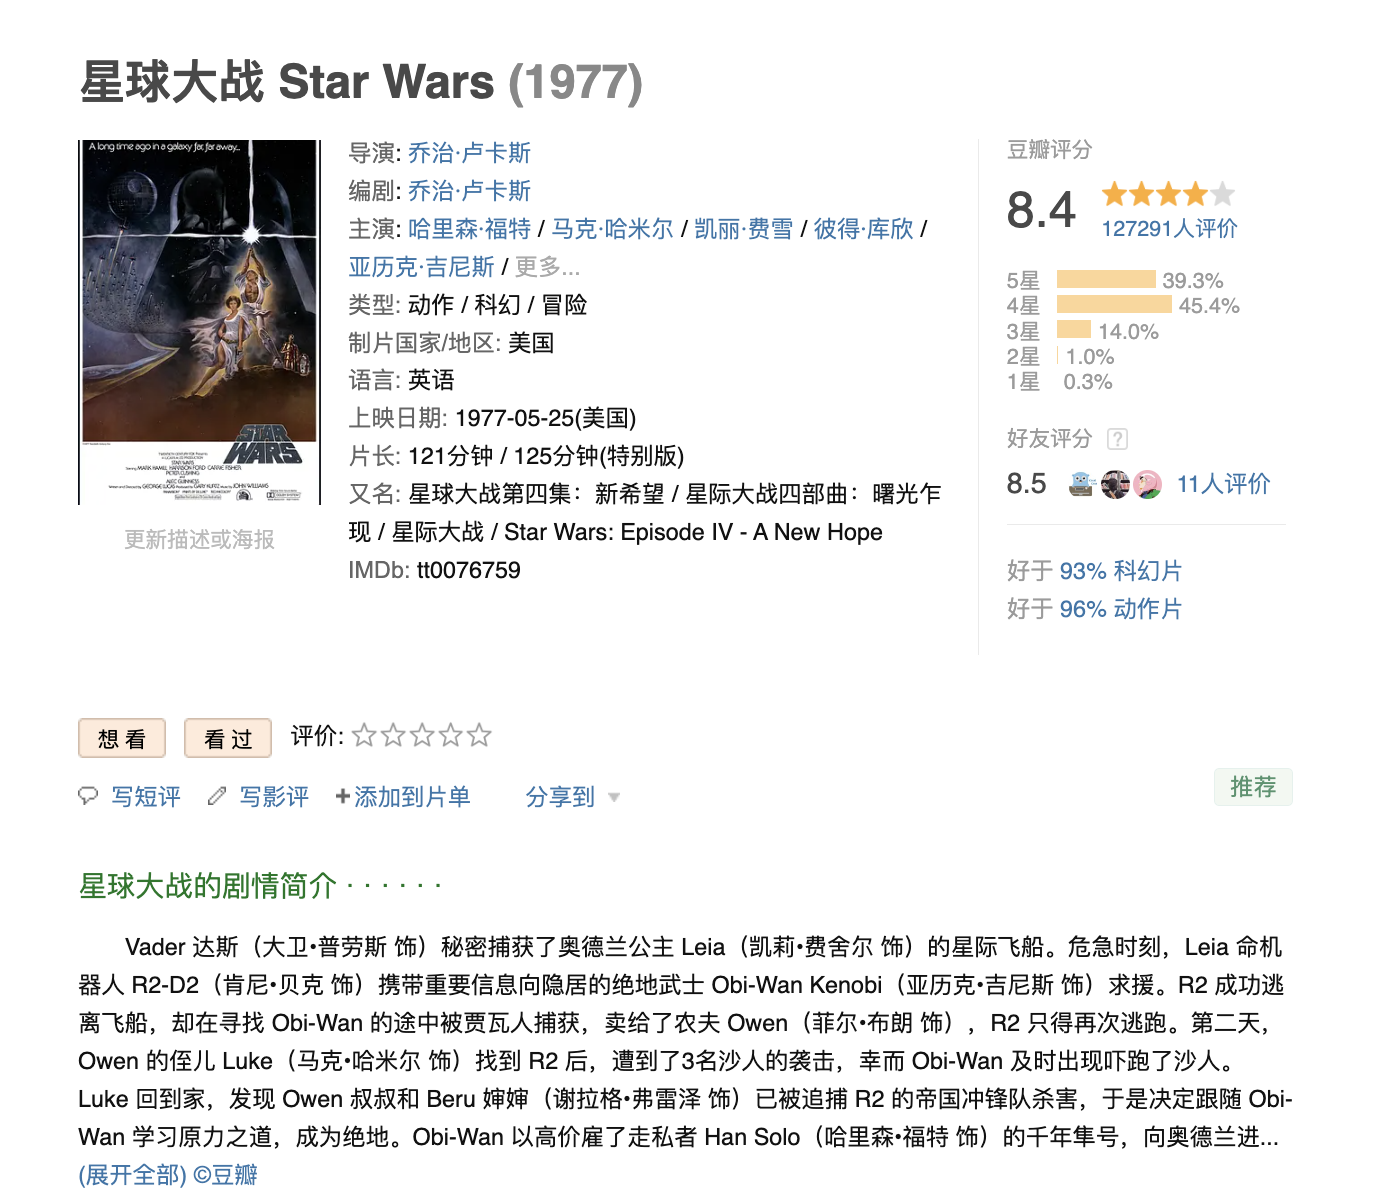 星球大战 Star Wars (1977)
A long time ago in a galaxy far, far away...
STAR WARS
导演: 乔治·卢卡斯
编剧: 乔治·卢卡斯
主演: 哈里森·福特 / 马克·哈米尔 / 凯丽·费雪 / 彼得·库欣 /
亚历克·吉尼斯 / 更多...
类型: 动作 / 科幻 / 冒险
制片国家/地区: 美国
语言: 英语
上映日期: 1977-05-25(美国)
片长: 121分钟 / 125分钟(特别版)
又名: 星球大战第四集：新希望 / 星际大战四部曲：曙光乍
现 / 星际大战 / Star Wars: Episode IV - A New Hope
IMDb: tt0076759
更新描述或海报
豆瓣评分
8.4
127291人评价
5星 39.3%
4星 45.4%
3星 14.0%
2星 1.0%
1星 0.3%
好友评分 ?
8.5 11人评价
好于 93% 科幻片
好于 96% 动作片
想看 看过 评价:
写短评 写影评 +添加到片单 分享到
推荐
星球大战的剧情简介 · · · · · ·
Vader 达斯（大卫•普劳斯 饰）秘密捕获了奥德兰公主 Leia（凯莉•费舍尔 饰）的星际飞船。危急时刻，Leia 命机
器人 R2-D2（肯尼•贝克 饰）携带重要信息向隐居的绝地武士 Obi-Wan Kenobi（亚历克•吉尼斯 饰）求援。R2 成功逃
离飞船，却在寻找 Obi-Wan 的途中被贾瓦人捕获，卖给了农夫 Owen（菲尔•布朗 饰），R2 只得再次逃跑。第二天，
Owen 的侄儿 Luke（马克•哈米尔 饰）找到 R2 后，遭到了3名沙人的袭击，幸而 Obi-Wan 及时出现吓跑了沙人。
Luke 回到家，发现 Owen 叔叔和 Beru 婶婶（谢拉格•弗雷泽 饰）已被追捕 R2 的帝国冲锋队杀害，于是决定跟随 Obi-
Wan 学习原力之道，成为绝地。Obi-Wan 以高价雇了走私者 Han Solo（哈里森•福特 饰）的千年隼号，向奥德兰进...
(展开全部) ©豆瓣